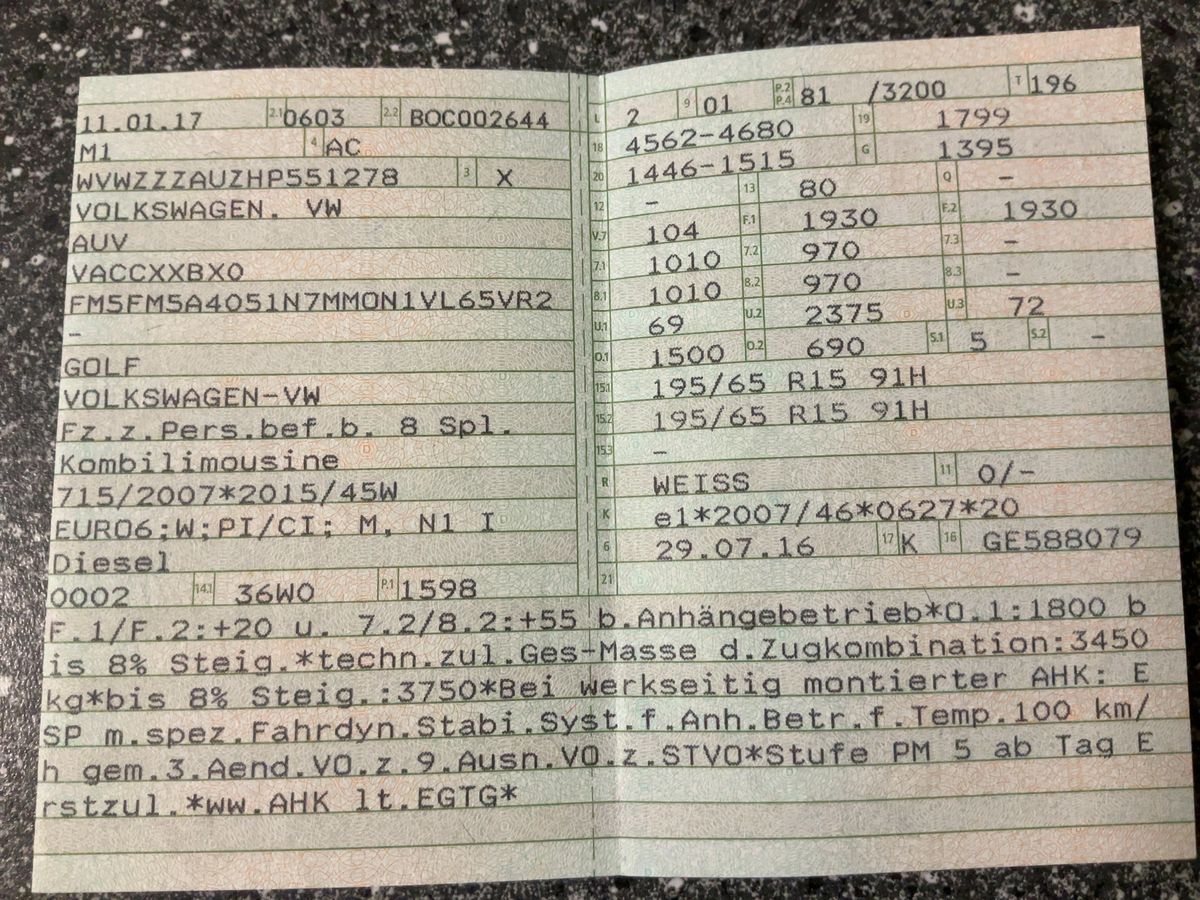 11.01.17 2.1 0603 2.2 BOC002644
M1 4 AC
WVWZZZAUZHP551278 3 X
VOLKSWAGEN. VW
AUV
VACCXXBX0
FM5FM5A4051N7MMON1VL65VR2
-
GOLF
VOLKSWAGEN-VW
Fz.z.Pers.bef.b. 8 Spl.
Kombilimousine
715/2007*2015/45W
EURO6;W;PI/CI; M, N1 I
Diesel
0002 14.1 36W0 P.1 1598
L 2 9 01 P.2 P.4 81 /3200 T 196
18 4562-4680 19 1799
20 1446-1515 G 1395
12 - 13 80 Q -
V.7 104 F.1 1930 F.2 1930
7.1 1010 7.2 970 7.3 -
8.1 1010 8.2 970 8.3 -
U.1 69 U.2 2375 U.3 72
O.1 1500 O.2 690 S.1 5 S.2 -
15.1 195/65 R15 91H
15.2 195/65 R15 91H
15.3 -
R WEISS 11 0/-
K e1*2007/46*0627*20
6 29.07.16 17 K 16 GE588079
21
F.1/F.2:+20 u. 7.2/8.2:+55 b.Anhängebetrieb*O.1:1800 b
is 8% Steig.*techn.zul.Ges-Masse d.Zugkombination:3450
kg*bis 8% Steig.:3750*Bei werkseitig montierter AHK: E
SP m.spez.Fahrdyn.Stabi.Syst.f.Anh.Betr.f.Temp.100 km/
h gem.3.Aend.VO.z.9.Ausn.VO.z.STVO*Stufe PM 5 ab Tag E
rstzul.*ww.AHK lt.EGTG*